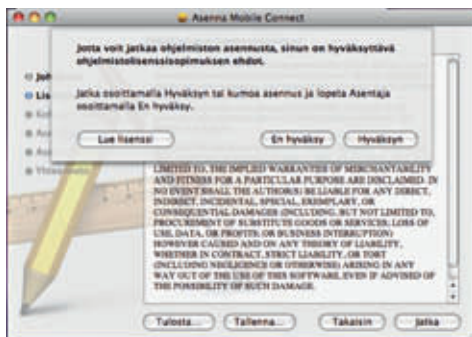 Asenna Mobile Connect
Jotta voit jatkaa ohjelmiston asennusta, sinun on hyväksyttävä
ohjelmistolisenssisopimuksen ehdot.
Jatka osoittamalla Hyväksyn tai kumoa asennus ja lopeta Asentaja
osoittamalla En hyväksy.
Lue lisenssi
En hyväksy
Hyväksyn
Joh
Lis
LIMITED TO, THE IMPLIED WARRANTIES OF MERCHANTABILITY
AND FITNESS FOR A PARTICULAR PURPOSE ARE DISCLAIMED. IN
NO EVENT SHALL THE AUTHOR(S) BE LIABLE FOR ANY DIRECT,
INDIRECT, INCIDENTAL, SPECIAL, EXEMPLARY, OR
CONSEQUENTIAL DAMAGES (INCLUDING, BUT NOT LIMITED TO,
PROCUREMENT OF SUBSTITUTE GOODS OR SERVICES; LOSS OF
USE, DATA, OR PROFITS; OR BUSINESS INTERRUPTION)
HOWEVER CAUSED AND ON ANY THEORY OF LIABILITY,
WHETHER IN CONTRACT, STRICT LIABILITY, OR TORT
(INCLUDING NEGLIGENCE OR OTHERWISE) ARISING IN ANY
WAY OUT OF THE USE OF THIS SOFTWARE, EVEN IF ADVISED OF
THE POSSIBILITY OF SUCH DAMAGE.
Tulosta...
Tallenna...
Takaisin
Jatka